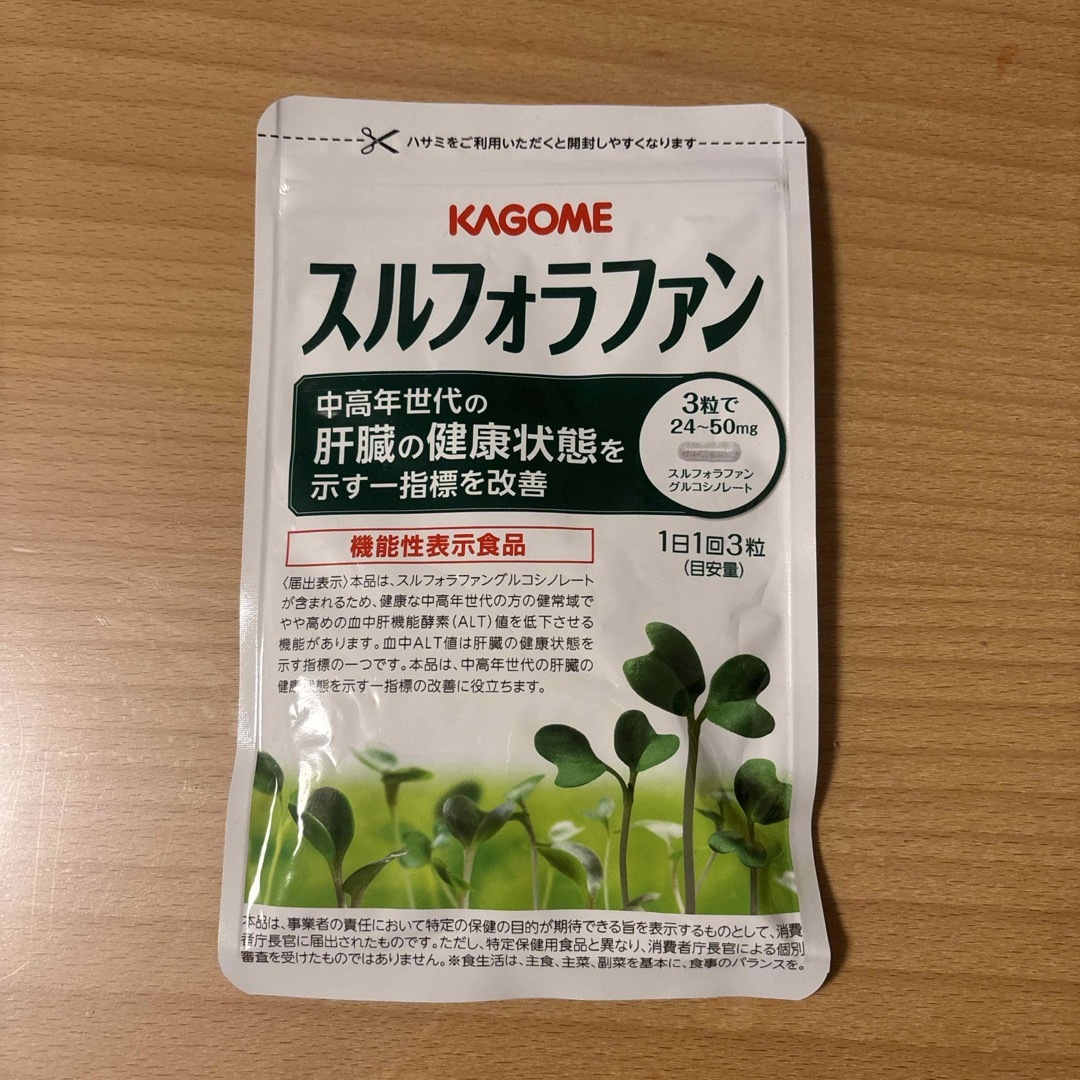 ハサミをご利用いただくと開封しやすくなります
KAGOME
スルフォラファン
中高年世代の
肝臓の健康状態を
示す一指標を改善
3粒で
24~50mg
スルフォラファン
グルコシノレート
機能性表示食品
1日1回3粒
(目安量)
〈届出表示〉本品は、スルフォラファングルコシノレート
が含まれるため、健康な中高年世代の方の健常域で
やや高めの血中肝機能酵素(ALT)値を低下させる
機能があります。血中ALT値は肝臓の健康状態を
示す指標の一つです。本品は、中高年世代の肝臓の
健康状態を示す一指標の改善に役立ちます。
本品は、事業者の責任において特定の保健の目的が期待できる旨を表示するものとして、消費
者庁長官に届出されたものです。ただし、特定保健用食品と異なり、消費者庁長官による個別
審査を受けたものではありません。※食生活は、主食、主菜、副菜を基本に、食事のバランスを。